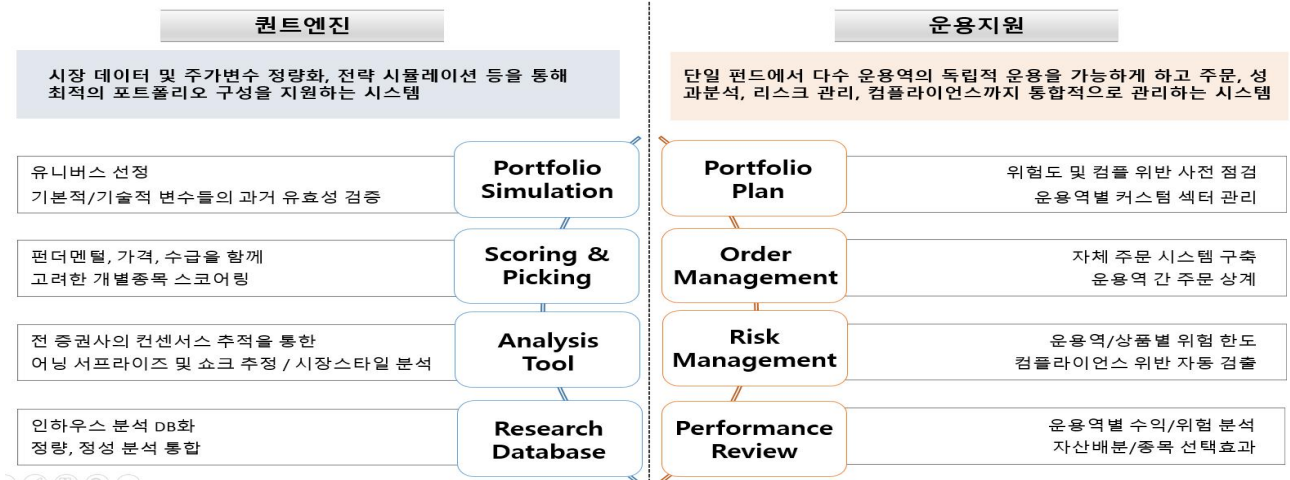 퀀트엔진
시장 데이터 및 주가변수 정량화, 전략 시뮬레이션 등을 통해
최적의 포트폴리오 구성을 지원하는 시스템
유니버스 선정
기본적/기술적 변수들의 과거 유효성 검증
Portfolio
Simulation
펀더멘털, 가격, 수급을 함께
고려한 개별종목 스코어링
Scoring &
Picking
전 증권사의 컨센서스 추적을 통한
어닝 서프라이즈 및 쇼크 추정 / 시장스타일 분석
Analysis
Tool
인하우스 분석 DB화
정량, 정성 분석 통합
Research
Database
운용지원
단일 펀드에서 다수 운용역의 독립적 운용을 가능하게 하고 주문, 성
과분석, 리스크 관리, 컴플라이언스까지 통합적으로 관리하는 시스템
Portfolio
Plan
위험도 및 컴플 위반 사전 점검
운용역별 커스텀 섹터 관리
Order
Management
자체 주문 시스템 구축
운용역 간 주문 상계
Risk
Management
운용역/상품별 위험 한도
컴플라이언스 위반 자동 검출
Performance
Review
운용역별 수익/위험 분석
자산배분/종목 선택효과